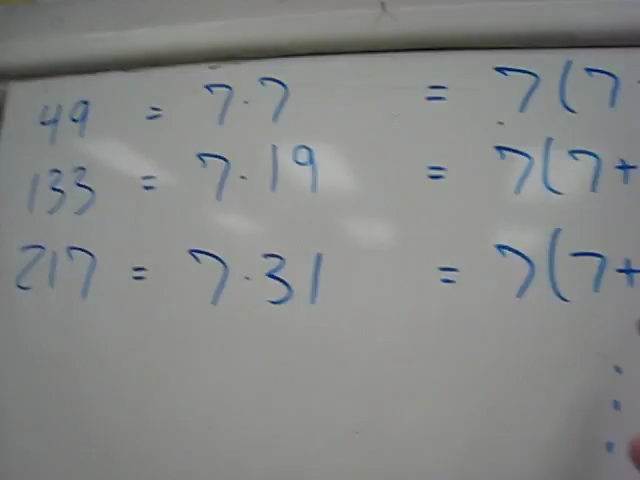 49 = 7·7 = 7(7
133 = 7·19 = 7(7+
217 = 7·31 = 7(7+